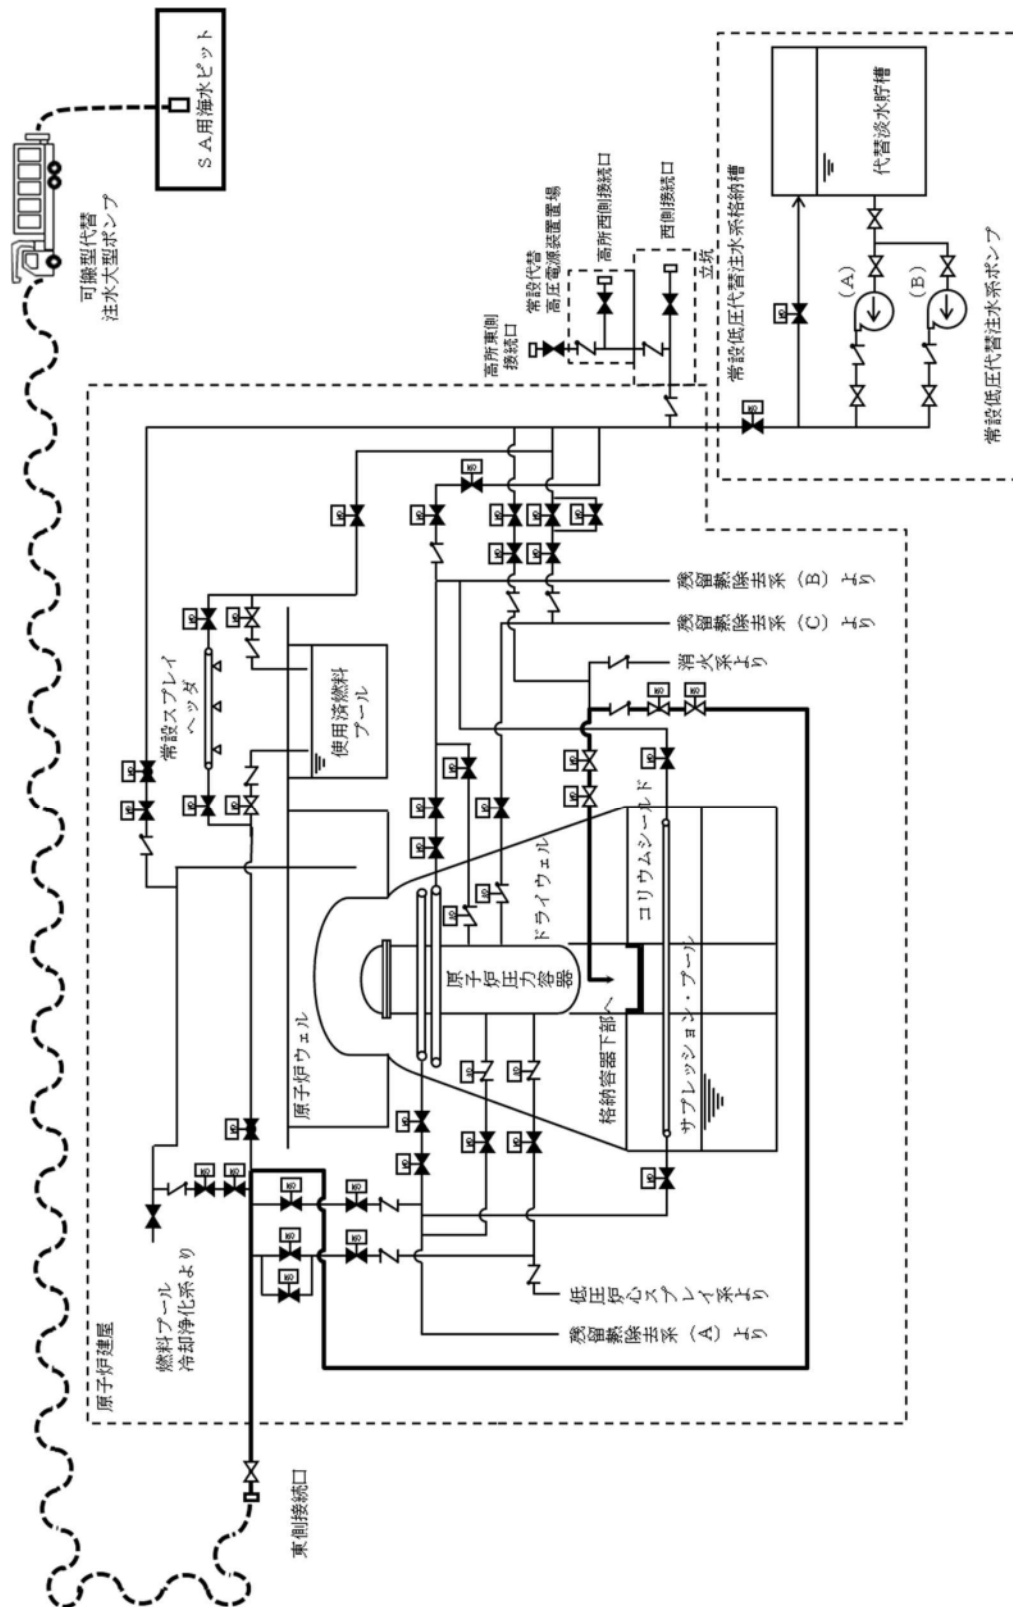 ＳＡ用海水ピット
可搬型代替
注水大型ポンプ
高所東側
接続口
常設代替
高圧電源装置置場
高所西側接続口
西側接続口
立坑
常設低圧代替注水系格納槽
代替淡水貯槽
（Ａ）
（Ｂ）
常設低圧代替注水系ポンプ
常設スプレイ
ヘッダ
使用済燃料
プール
原子炉ウェル
原子炉圧力容器
ドライウェル
コリウムシールド
格納容器下部へ
サプレッション・プール
残留熱除去系（Ｂ）より
残留熱除去系（Ｃ）より
消火系より
低圧炉心スプレイ系より
残留熱除去系（Ａ）より
燃料プール
冷却浄化系より
原子炉建屋
東側接続口